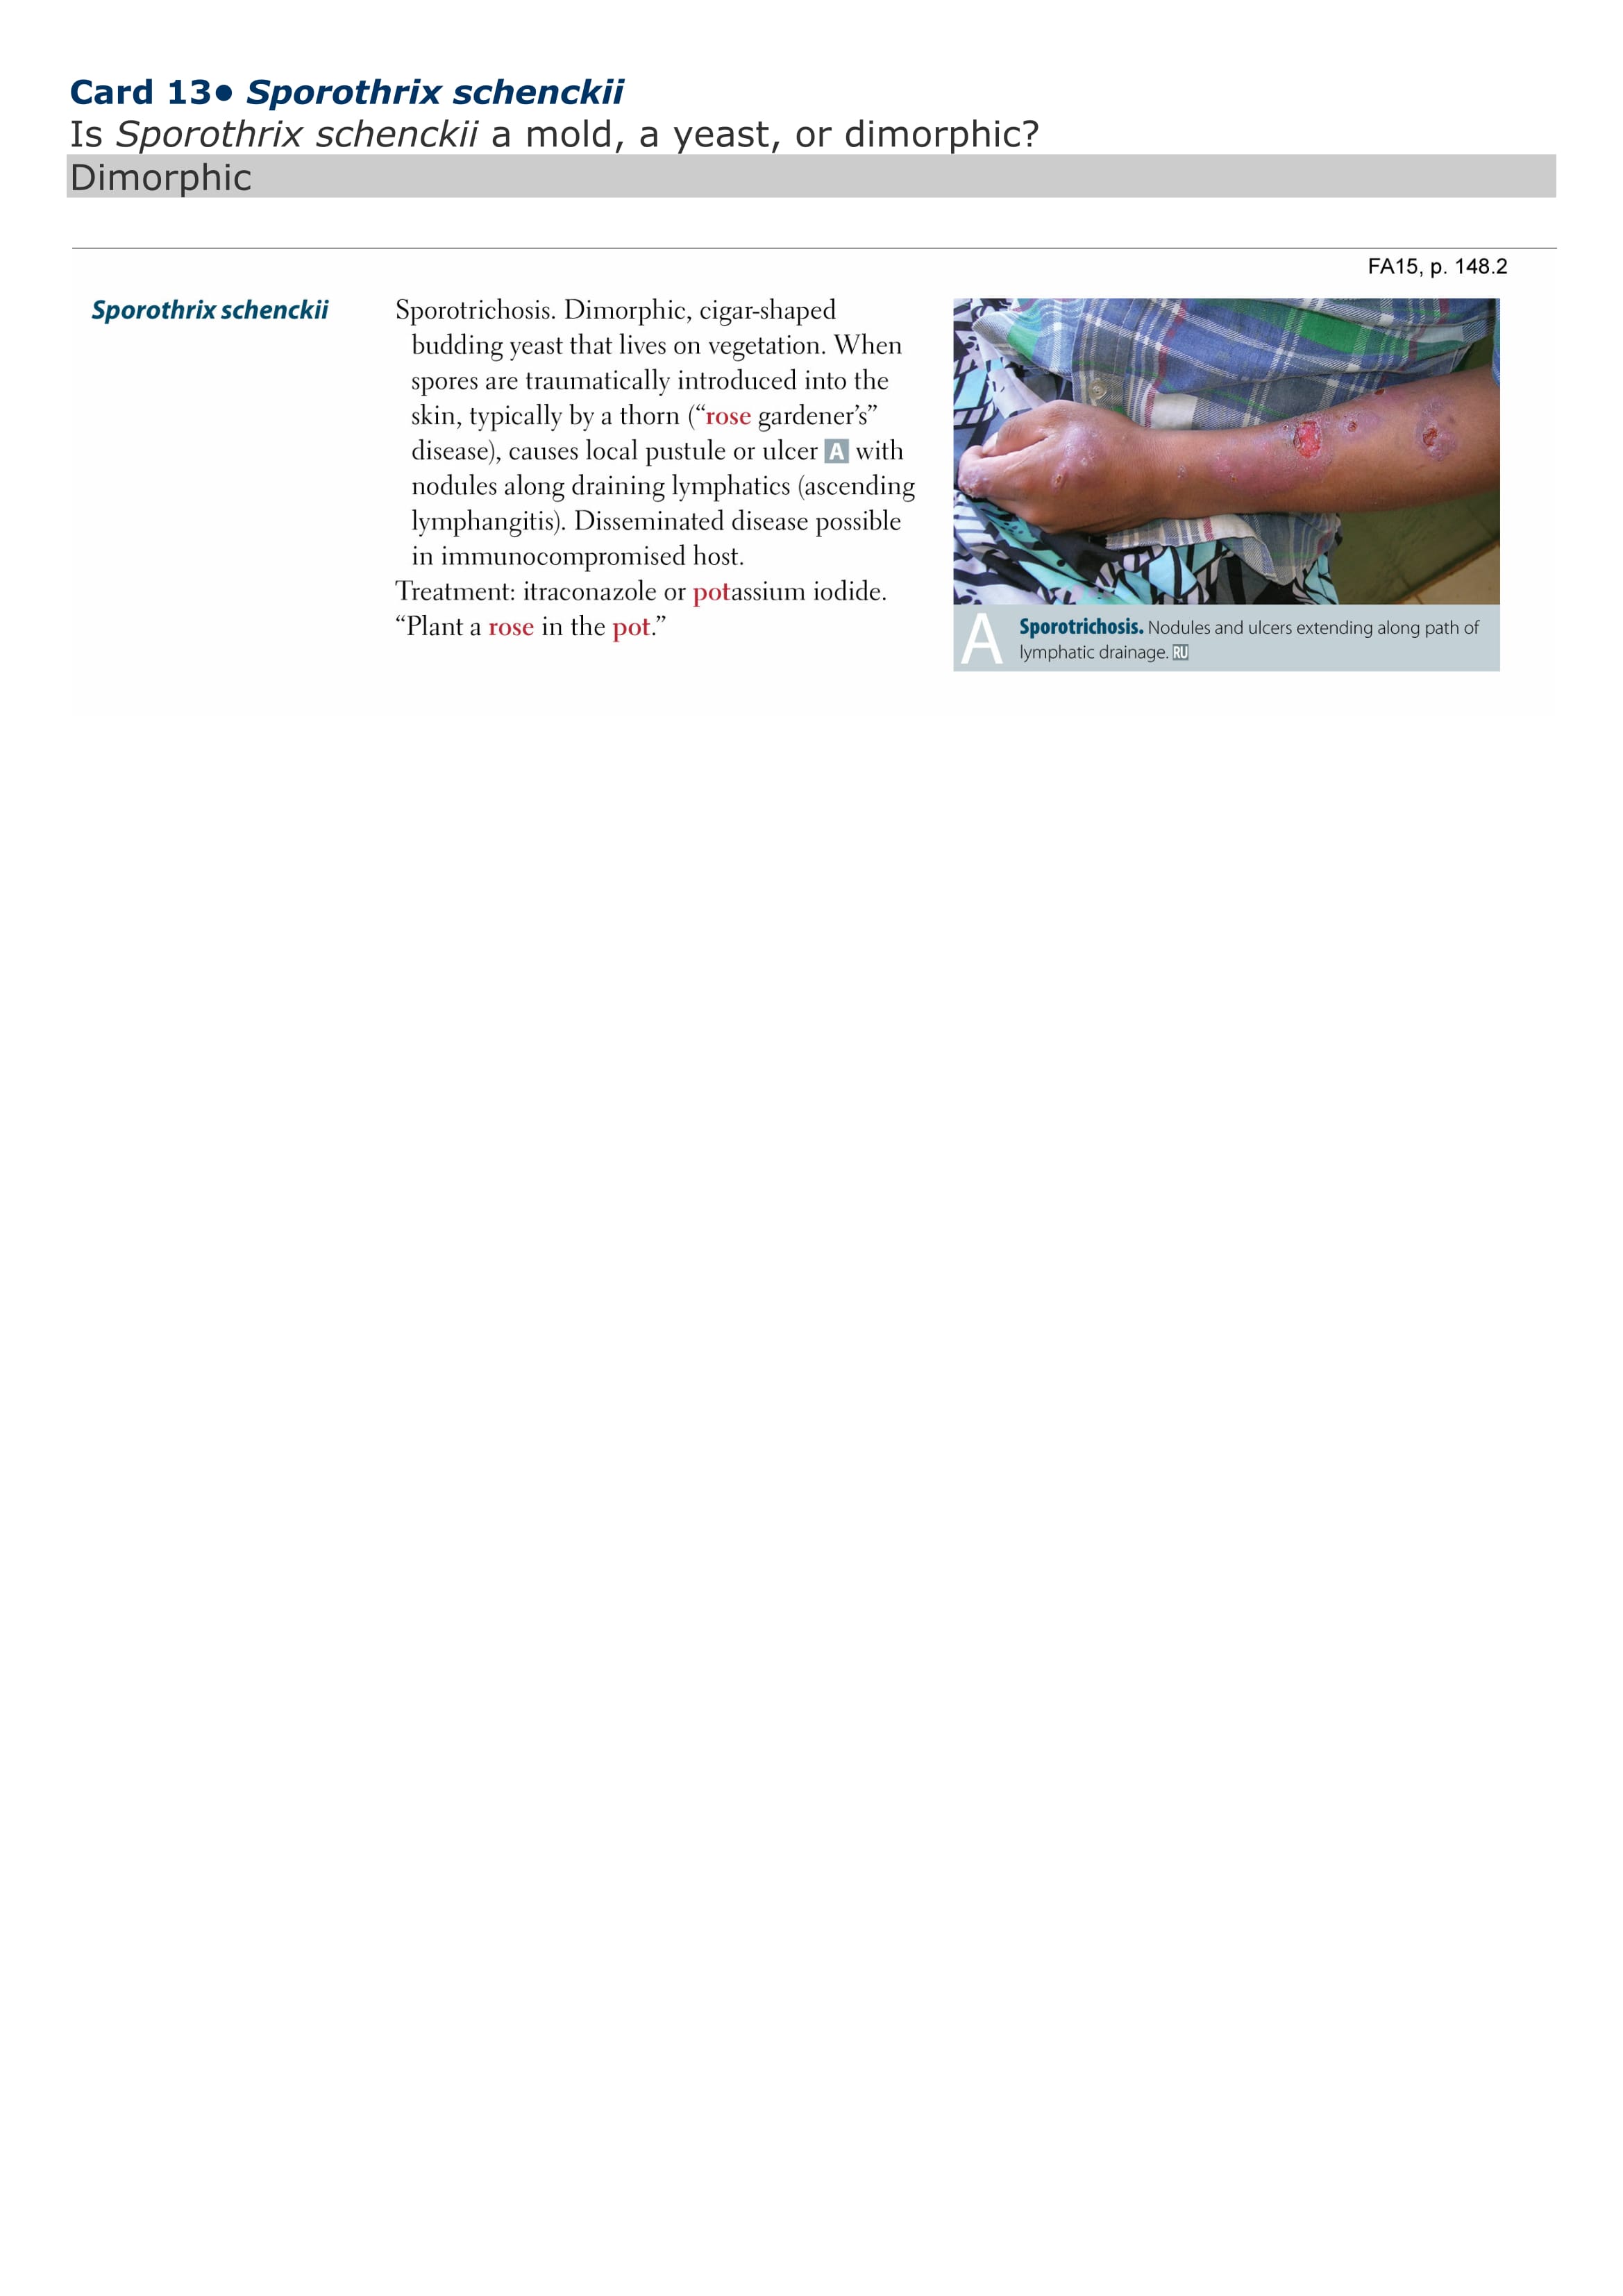 Card 13● Sporothrix schenckii
Is Sporothrix schenckii a mold, a yeast, or dimorphic?
Dimorphic
FA15, p. 148.2
Sporothrix schenckii
Sporotrichosis. Dimorphic, cigar-shaped
budding yeast that lives on vegetation. When
spores are traumatically introduced into the
skin, typically by a thorn (“rose gardener’s”
disease), causes local pustule or ulcer A with
nodules along draining lymphatics (ascending
lymphangitis). Disseminated disease possible
in immunocompromised host.
Treatment: itraconazole or potassium iodide.
“Plant a rose in the pot.”
A
Sporotrichosis. Nodules and ulcers extending along path of
lymphatic drainage. RU